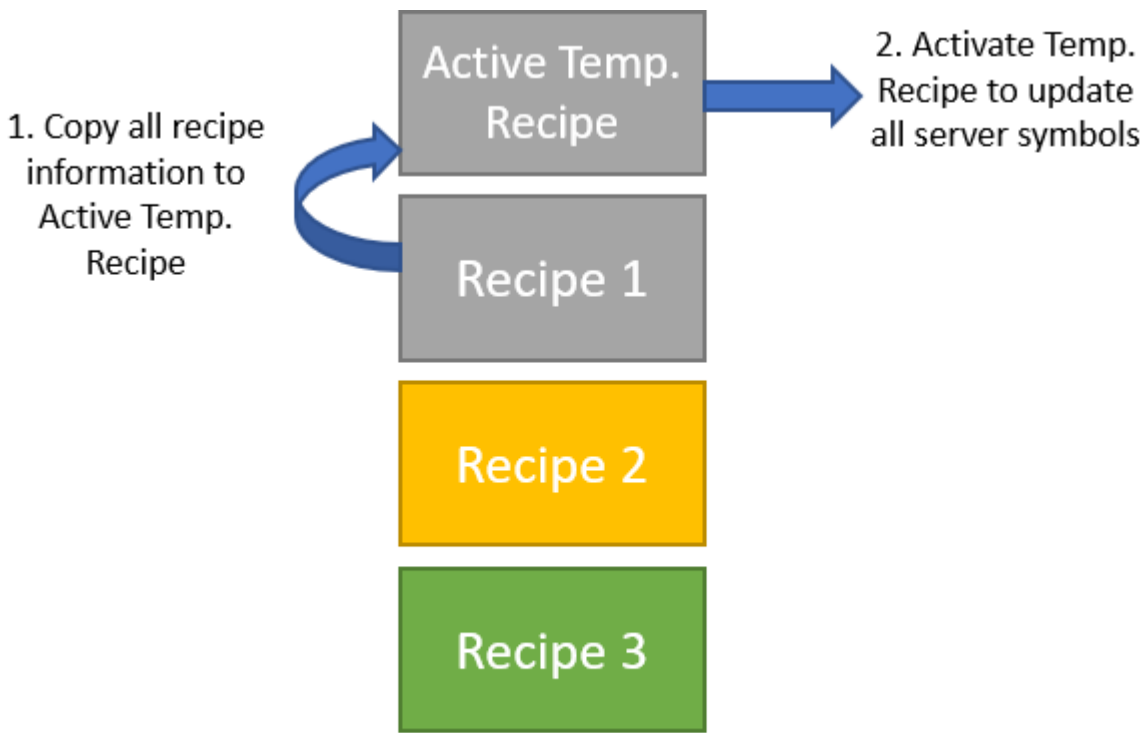 1. Copy all recipe
information to
Active Temp.
Recipe
Active Temp.
Recipe
2. Activate Temp.
Recipe to update
all server symbols
Recipe 1
Recipe 2
Recipe 3